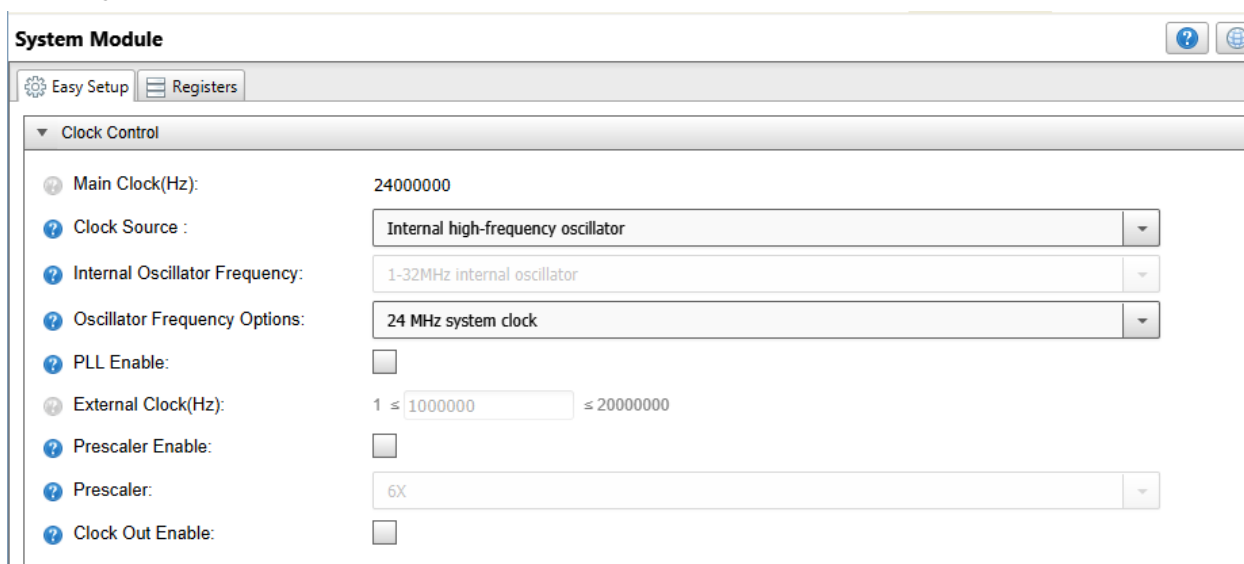 System Module
Easy Setup Registers
Clock Control
Main Clock(Hz): 24000000
Clock Source : Internal high-frequency oscillator
Internal Oscillator Frequency: 1-32MHz internal oscillator
Oscillator Frequency Options: 24 MHz system clock
PLL Enable:
External Clock(Hz): 1 ≤ 1000000 ≤ 20000000
Prescaler Enable:
Prescaler: 6X
Clock Out Enable: